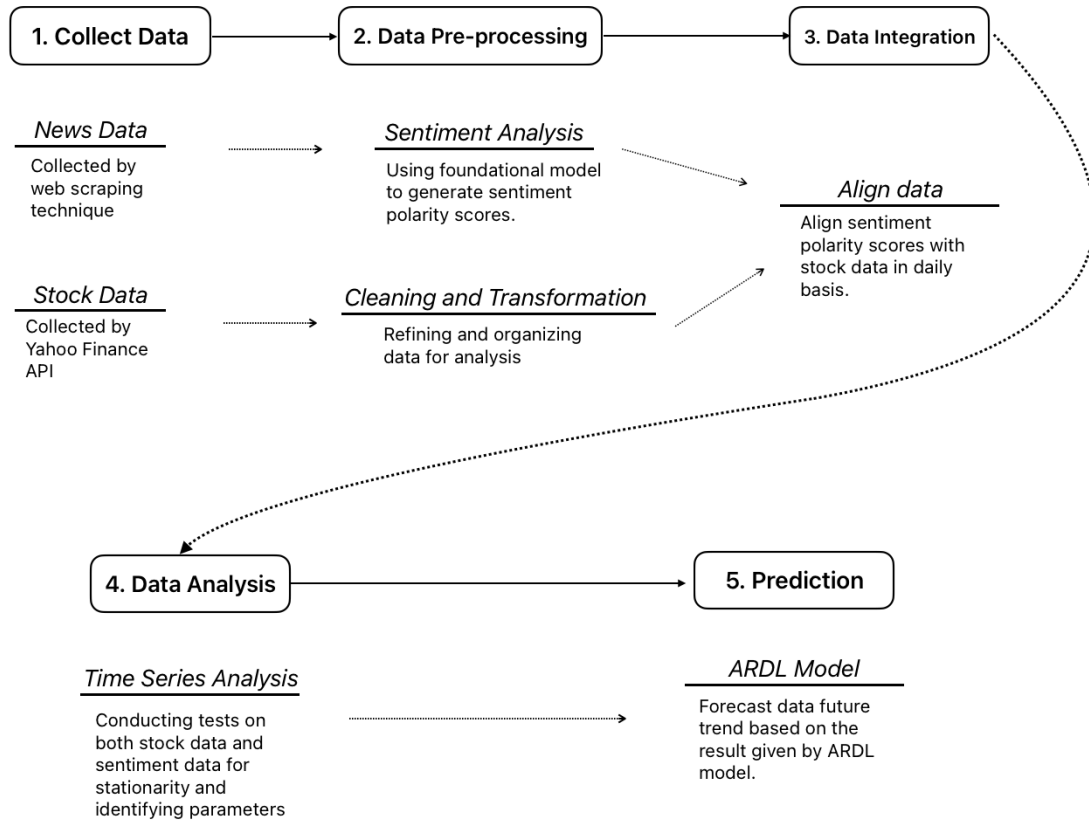 1. Collect Data
2. Data Pre-processing
3. Data Integration
News Data
Collected by
web scraping
technique
Sentiment Analysis
Using foundational model
to generate sentiment
polarity scores.
Align data
Align sentiment
polarity scores with
stock data in daily
basis.
Stock Data
Collected by
Yahoo Finance
API
Cleaning and Transformation
Refining and organizing
data for analysis
4. Data Analysis
5. Prediction
Time Series Analysis
Conducting tests on
both stock data and
sentiment data for
stationarity and
identifying parameters
ARDL Model
Forecast data future
trend based on the
result given by ARDL
model.